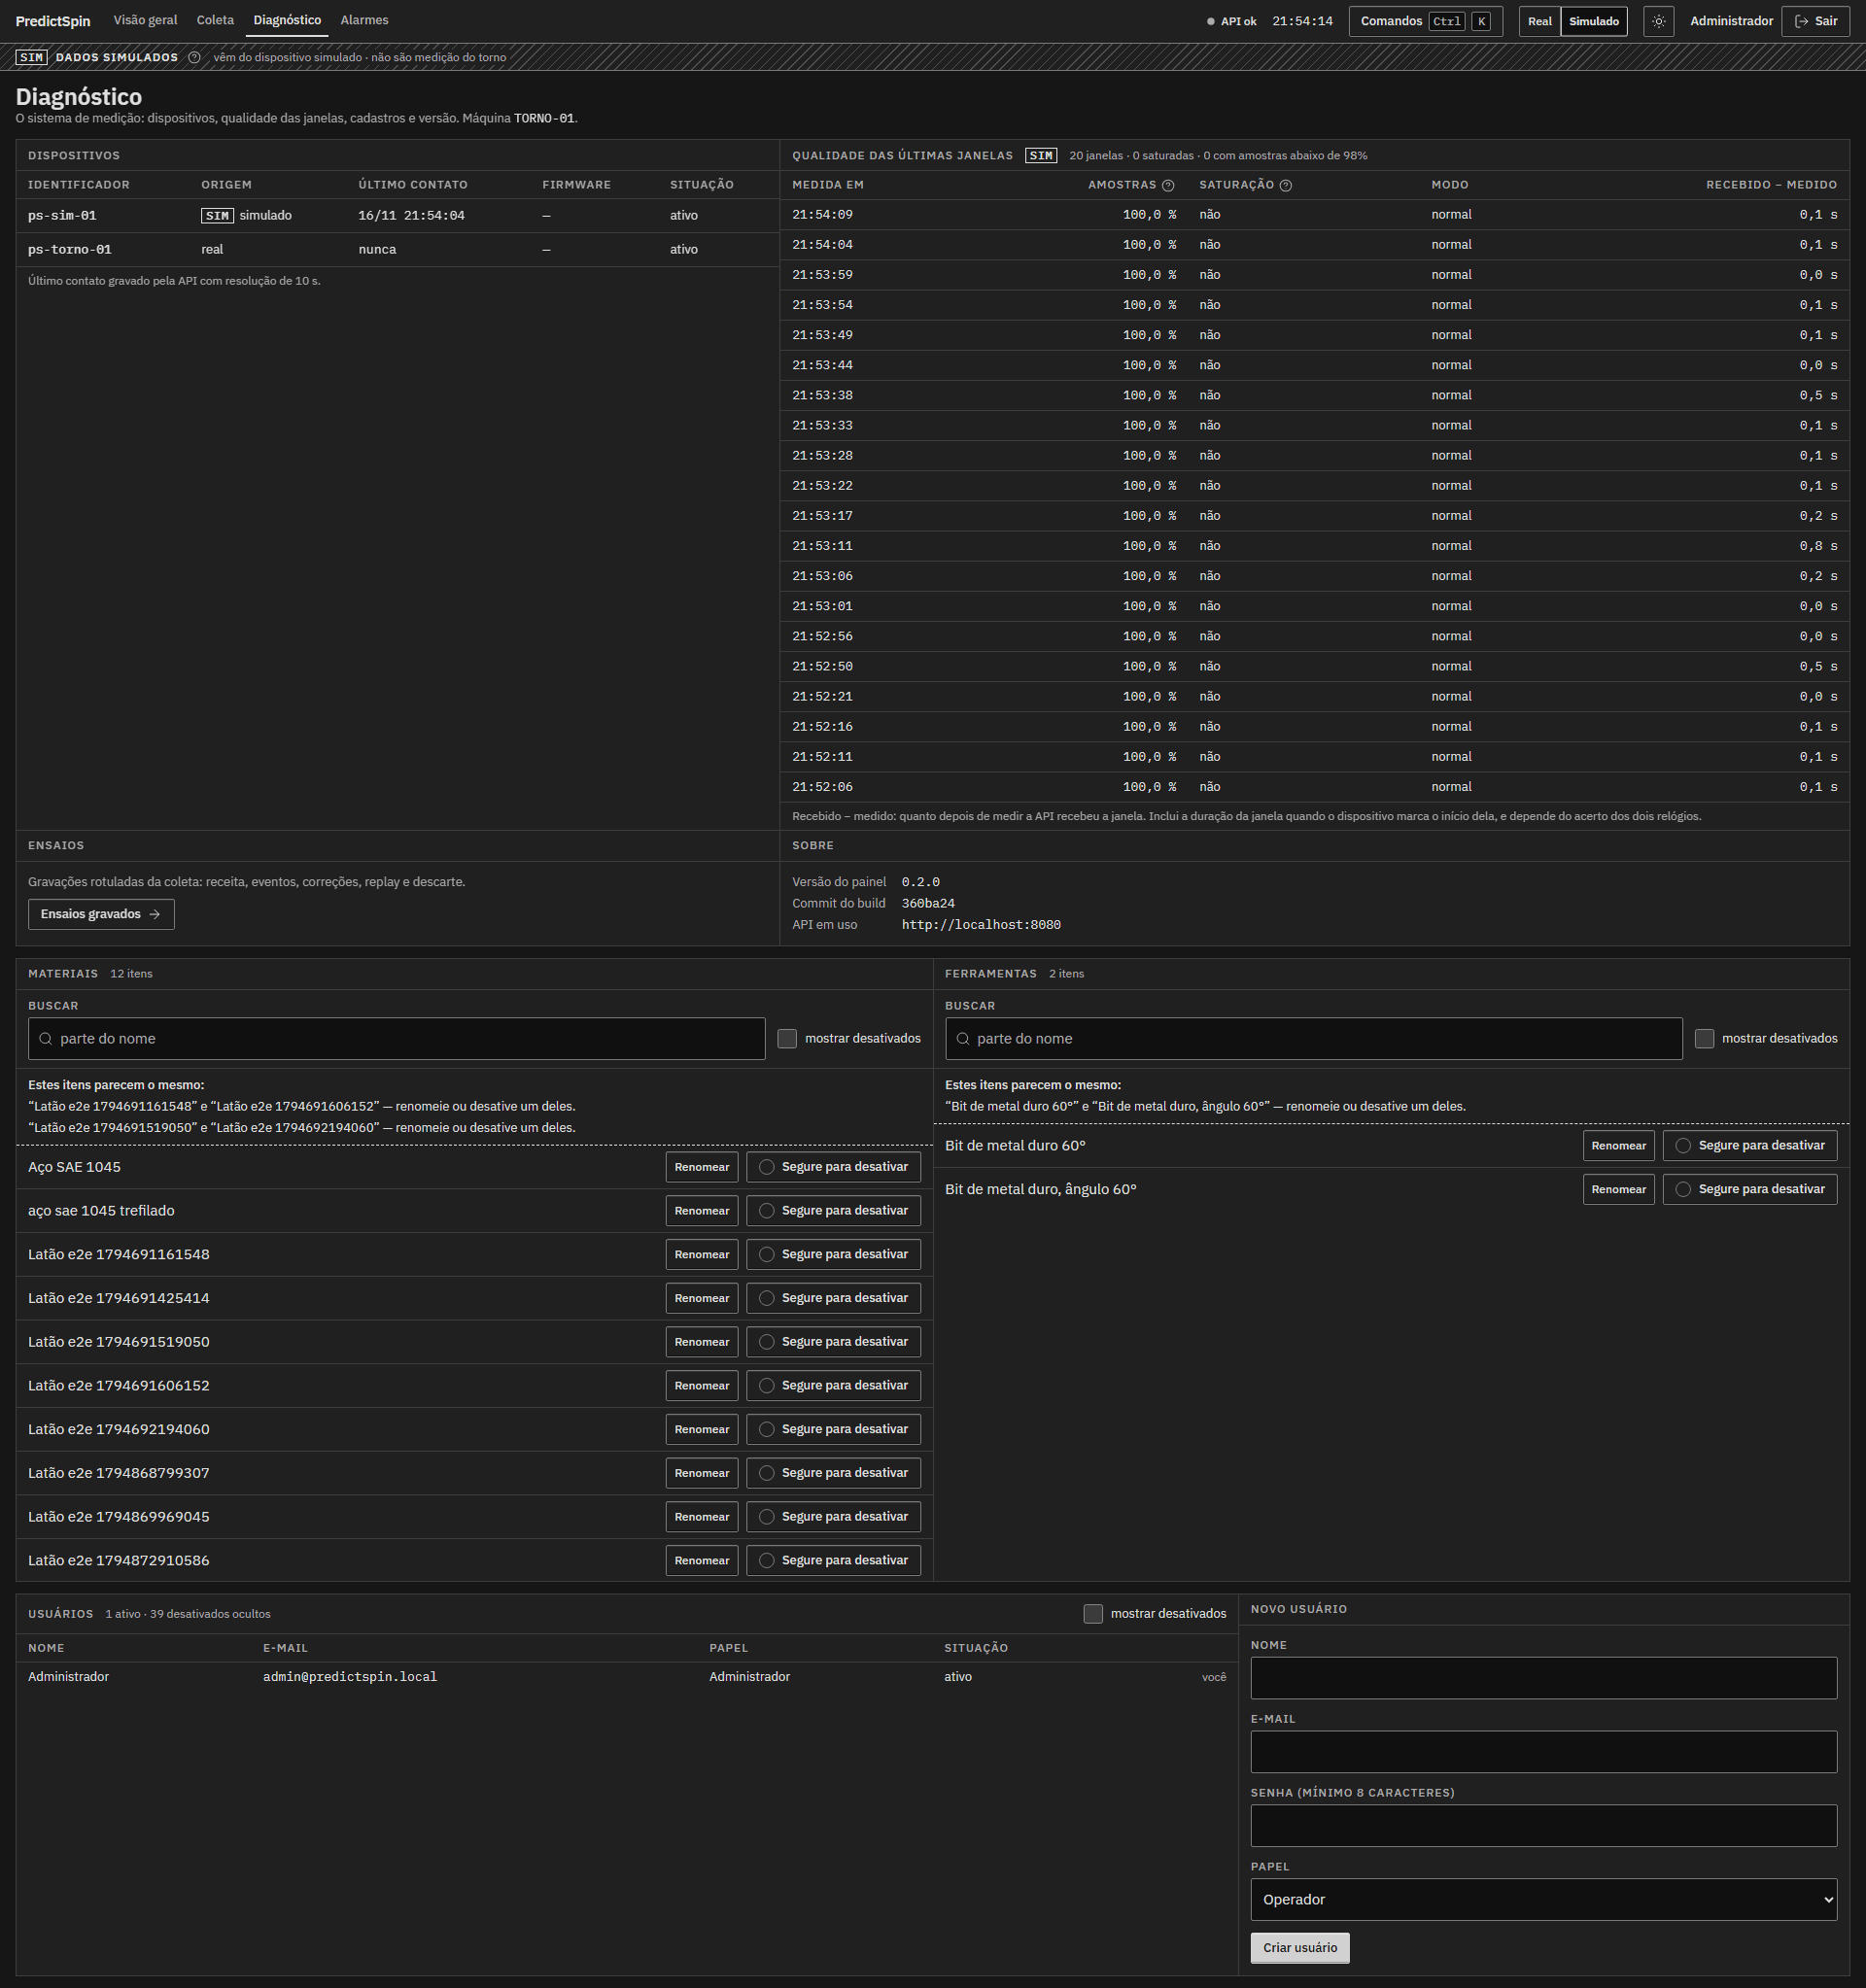 PredictSpin Visão geral Coleta Diagnóstico Alarmes API ok 21:54:14 Comandos Ctrl K Real Simulado Administrador Sair
SIM DADOS SIMULADOS vêm do dispositivo simulado · não são medição do torno
Diagnóstico
O sistema de medição: dispositivos, qualidade das janelas, cadastros e versão. Máquina TORNO-01.
DISPOSITIVOS
IDENTIFICADOR ORIGEM ÚLTIMO CONTATO FIRMWARE SITUAÇÃO
ps-sim-01 SIM simulado 16/11 21:54:04 — ativo
ps-torno-01 real nunca — ativo
Último contato gravado pela API com resolução de 10 s.
QUALIDADE DAS ÚLTIMAS JANELAS SIM 20 janelas · 0 saturadas · 0 com amostras abaixo de 98%
MEDIDA EM AMOSTRAS SATURAÇÃO MODO RECEBIDO − MEDIDO
21:54:09 100,0 % não normal 0,1 s
21:54:04 100,0 % não normal 0,1 s
21:53:59 100,0 % não normal 0,0 s
21:53:54 100,0 % não normal 0,1 s
21:53:49 100,0 % não normal 0,1 s
21:53:44 100,0 % não normal 0,0 s
21:53:38 100,0 % não normal 0,5 s
21:53:33 100,0 % não normal 0,1 s
21:53:28 100,0 % não normal 0,1 s
21:53:22 100,0 % não normal 0,1 s
21:53:17 100,0 % não normal 0,2 s
21:53:11 100,0 % não normal 0,8 s
21:53:06 100,0 % não normal 0,2 s
21:53:01 100,0 % não normal 0,0 s
21:52:56 100,0 % não normal 0,0 s
21:52:50 100,0 % não normal 0,5 s
21:52:21 100,0 % não normal 0,0 s
21:52:16 100,0 % não normal 0,1 s
21:52:11 100,0 % não normal 0,1 s
21:52:06 100,0 % não normal 0,1 s
Recebido − medido: quanto depois de medir a API recebeu a janela. Inclui a duração da janela quando o dispositivo marca o início dela, e depende do acerto dos dois relógios.
ENSAIOS
Gravações rotuladas da coleta: receita, eventos, correções, replay e descarte.
Ensaios gravados →
SOBRE
Versão do painel 0.2.0
Commit do build 360ba24
API em uso http://localhost:8080
MATERIAIS 12 itens
BUSCAR
parte do nome mostrar desativados
Estes itens parecem o mesmo:
“Latão e2e 1794691161548” e “Latão e2e 1794691606152” — renomeie ou desative um deles.
“Latão e2e 1794691519050” e “Latão e2e 1794692194060” — renomeie ou desative um deles.
Aço SAE 1045 Renomear Segure para desativar
aço sae 1045 trefilado Renomear Segure para desativar
Latão e2e 1794691161548 Renomear Segure para desativar
Latão e2e 1794691425414 Renomear Segure para desativar
Latão e2e 1794691519050 Renomear Segure para desativar
Latão e2e 1794691606152 Renomear Segure para desativar
Latão e2e 1794692194060 Renomear Segure para desativar
Latão e2e 1794868799307 Renomear Segure para desativar
Latão e2e 1794869969045 Renomear Segure para desativar
Latão e2e 1794872910586 Renomear Segure para desativar
FERRAMENTAS 2 itens
BUSCAR
parte do nome mostrar desativados
Estes itens parecem o mesmo:
“Bit de metal duro 60°” e “Bit de metal duro, ângulo 60°” — renomeie ou desative um deles.
Bit de metal duro 60° Renomear Segure para desativar
Bit de metal duro, ângulo 60° Renomear Segure para desativar
USUÁRIOS 1 ativo · 39 desativados ocultos mostrar desativados
NOME E-MAIL PAPEL SITUAÇÃO
Administrador admin@predictspin.local Administrador ativo você
NOVO USUÁRIO
NOME
E-MAIL
SENHA (MÍNIMO 8 CARACTERES)
PAPEL
Operador
Criar usuário